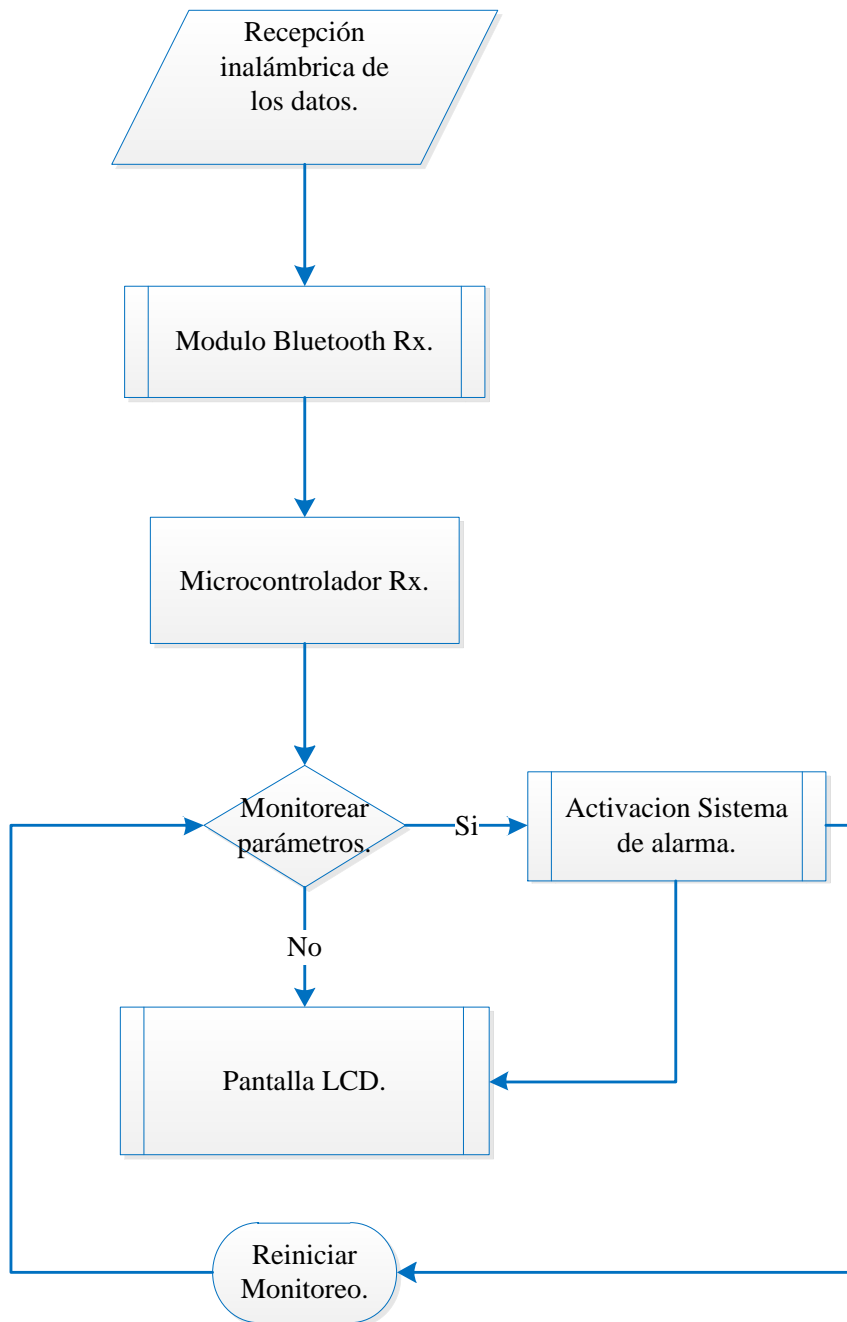 Recepción
inalámbrica de
los datos.
Modulo Bluetooth Rx.
Microcontrolador Rx.
Monitorear
parámetros.
Si
Activacion Sistema
de alarma.
No
Pantalla LCD.
Reiniciar
Monitoreo.